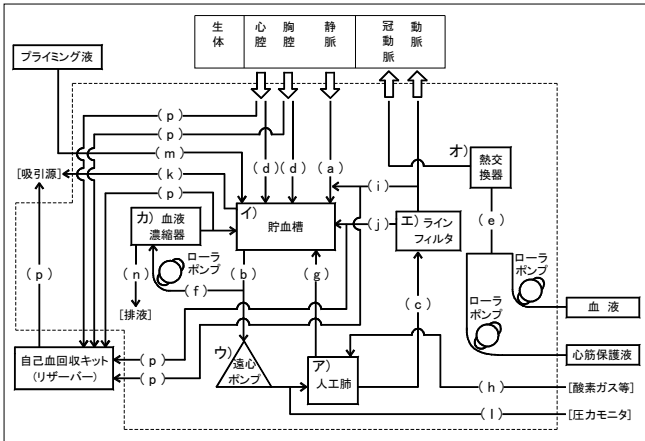 生体
心腔
胸腔
静脈
冠動脈
動脈
プライミング液
(p)
(p)
(m)
[吸引源]
(k)
(p)
(d)
(d)
(a)
(i)
オ)
熱交換器
カ)血液
濃縮器
イ)
貯血槽
(j)
エ)ライン
フィルタ
(e)
(p)
(n)
[排液]
ローラ
ポンプ
(f)
(b)
(g)
(c)
ローラ
ポンプ
ローラ
ポンプ
血液
自己血回収キット
(リザーバー)
(p)
(p)
ウ)
遠心
ポンプ
ア)
人工肺
心筋保護液
(h)
[酸素ガス等]
(l)
[圧力モニタ]